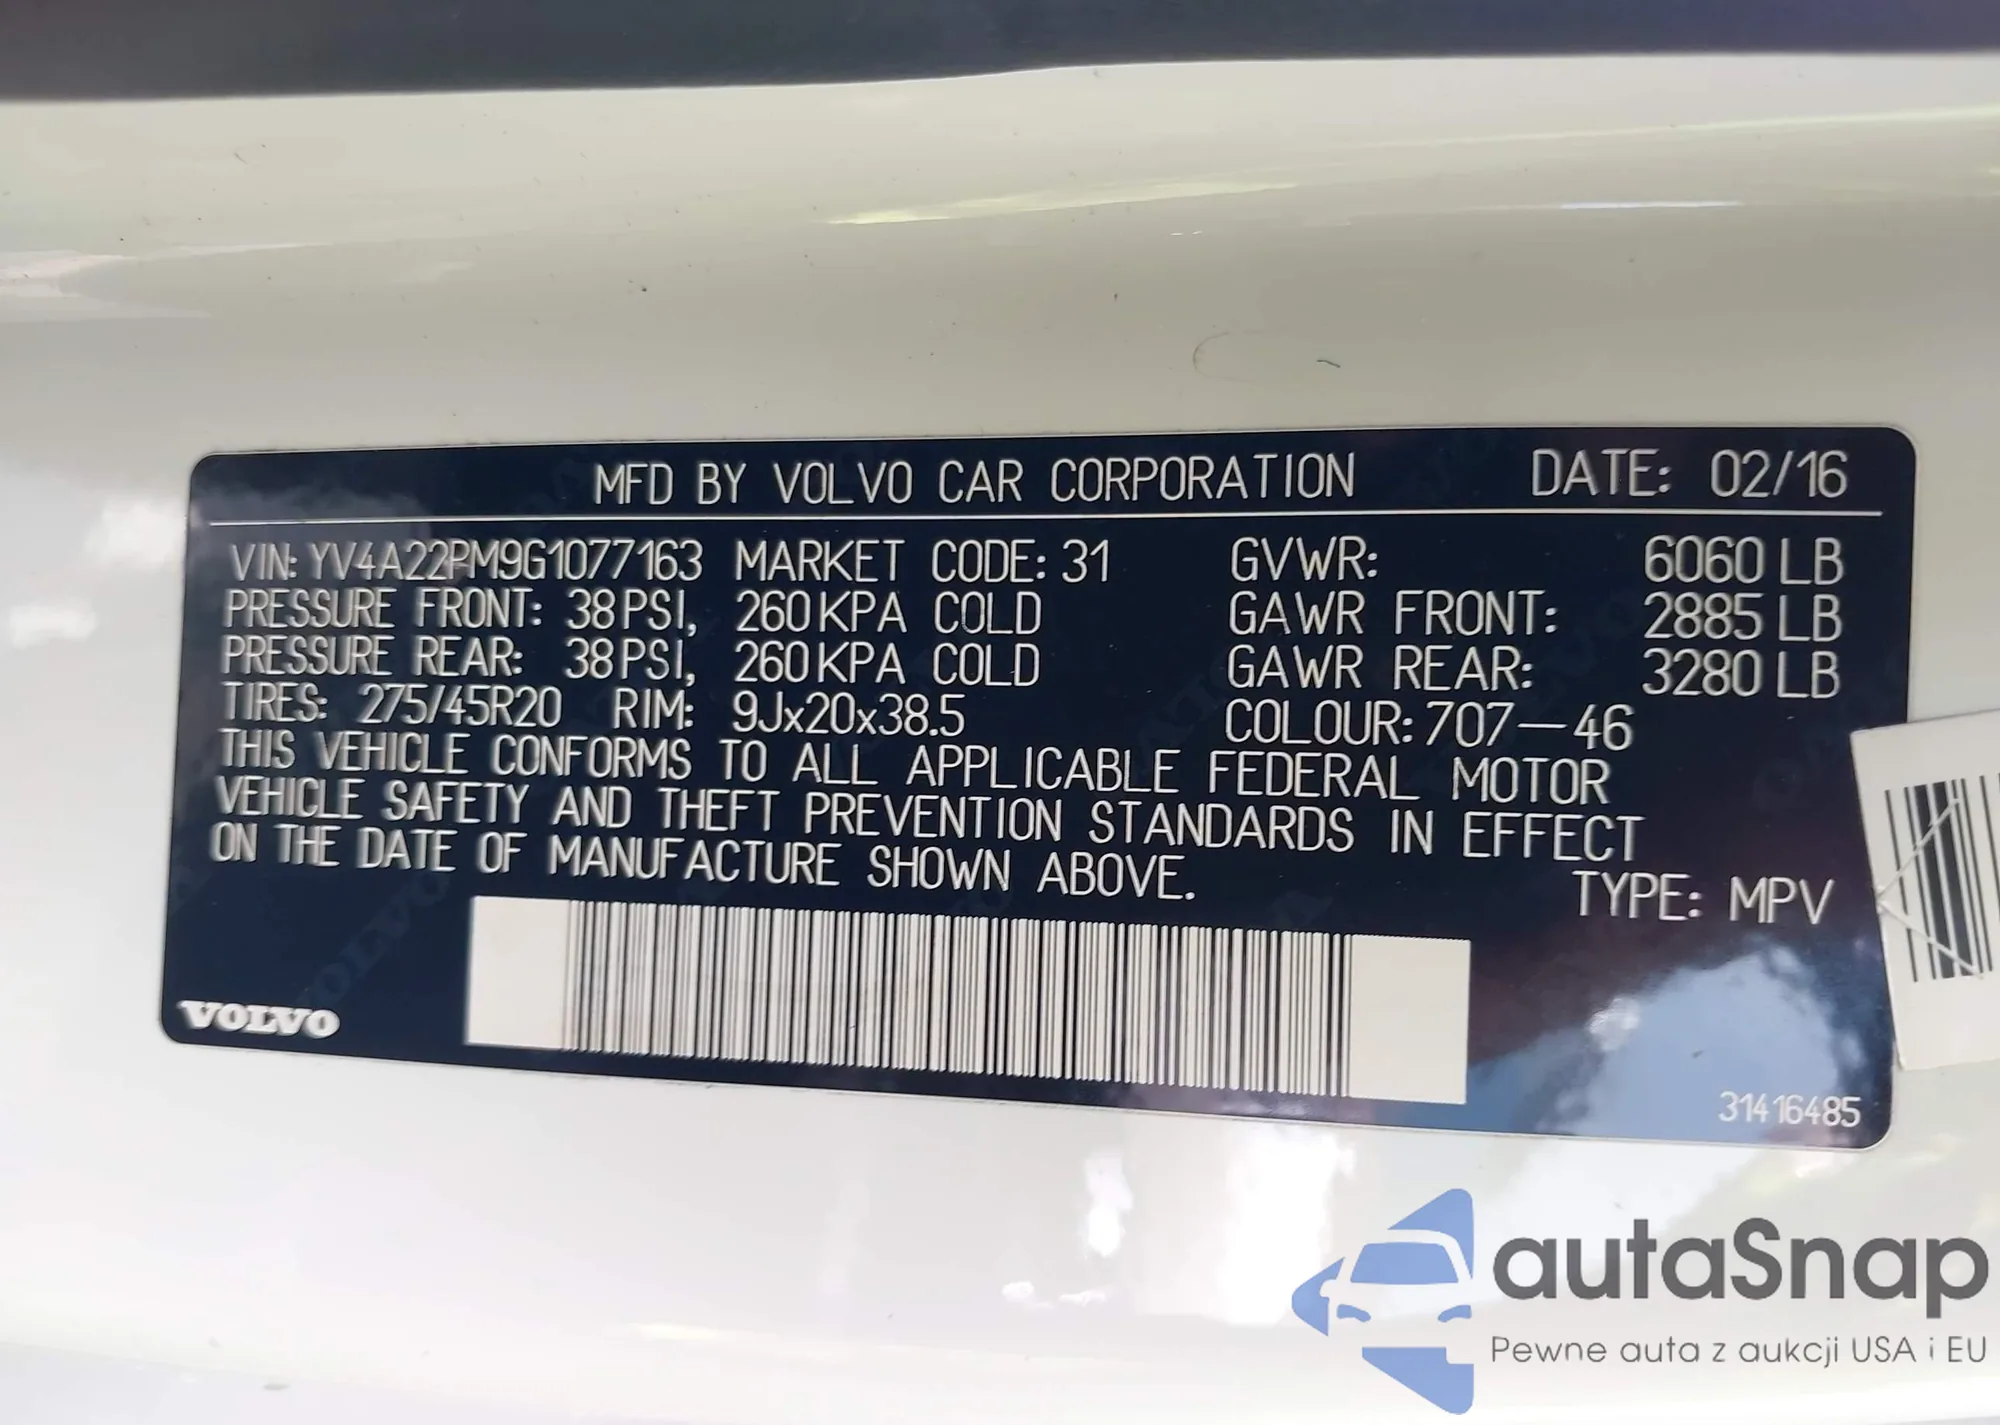 MFD BY VOLVO CAR CORPORATION DATE: 02/16
VIN: YV4A22PM9G1077163 MARKET CODE: 31 GVWR: 6060 LB
PRESSURE FRONT: 38 PSI, 260 KPA COLD GAWR FRONT: 2885 LB
PRESSURE REAR: 38 PSI, 260 KPA COLD GAWR REAR: 3280 LB
TIRES: 275/45R20 RIM: 9Jx20x38.5 COLOUR: 707-46
THIS VEHICLE CONFORMS TO ALL APPLICABLE FEDERAL MOTOR
VEHICLE SAFETY AND THEFT PREVENTION STANDARDS IN EFFECT
ON THE DATE OF MANUFACTURE SHOWN ABOVE.
TYPE: MPV
VOLVO
31416485
autaSnap
Pewne auta z aukcji USA i EU